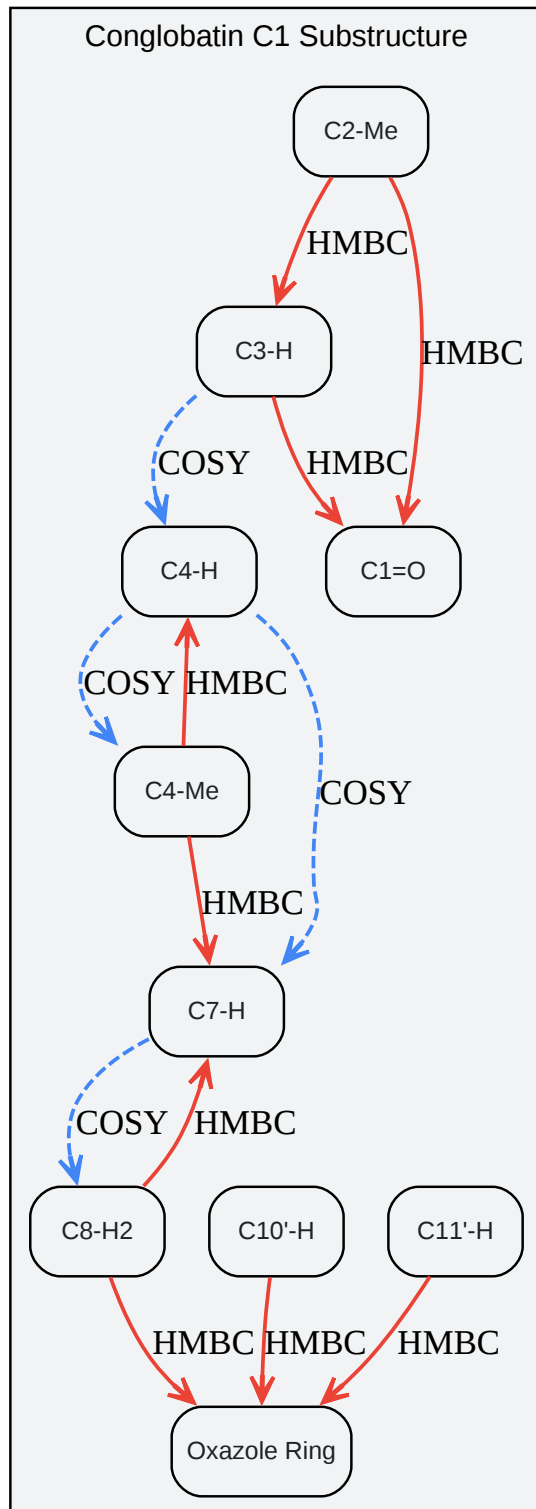 Conglobatin C1 Substructure
C2-Me
HMBC
HMBC
C3-H
COSY
HMBC
C4-H
C1=O
COSY
HMBC
COSY
C4-Me
HMBC
C7-H
COSY
HMBC
C8-H2
C10'-H
C11'-H
HMBC
HMBC
HMBC
Oxazole Ring